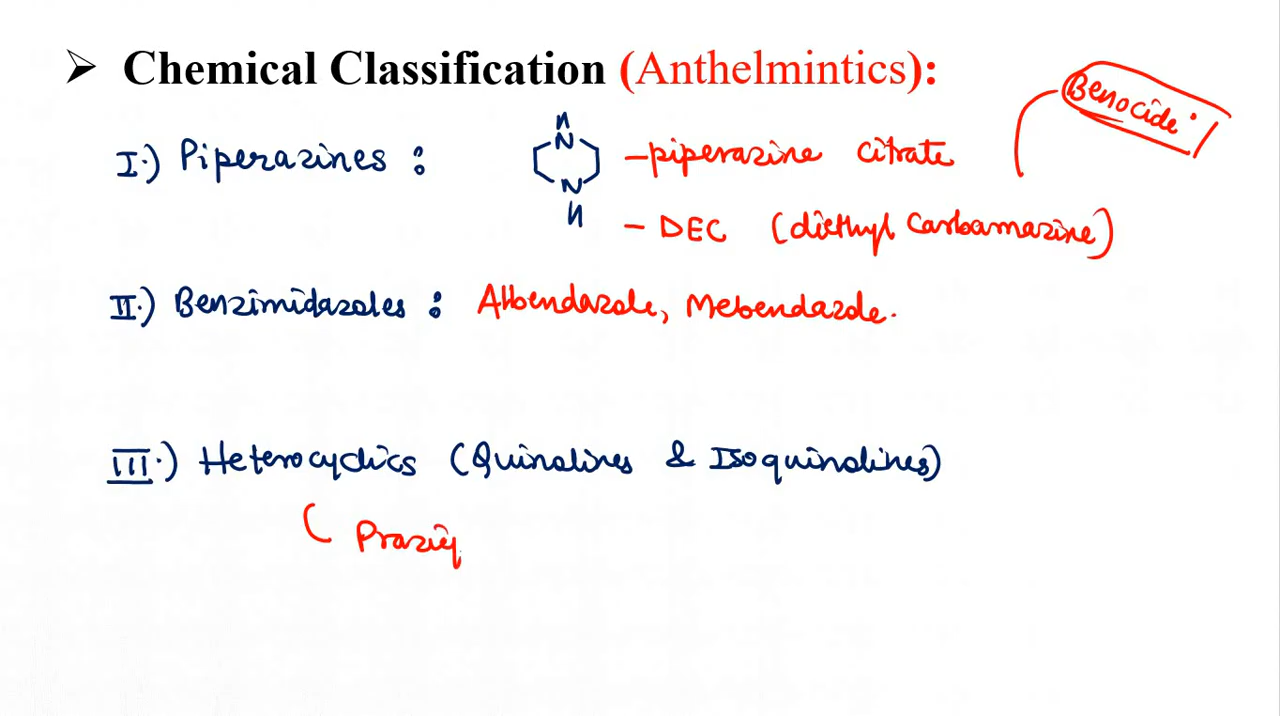 ➤ Chemical Classification (Anthelmintics):
Benocide
I.) Piperazines :
H
N
N
H
- piperazine citrate
- DEC (diethyl carbamazine)
II.) Benzimidazoles : Albendazole, Mebendazole.
III.) Heterocyclics (Quinolines & Isoquinolines)
( Praziq